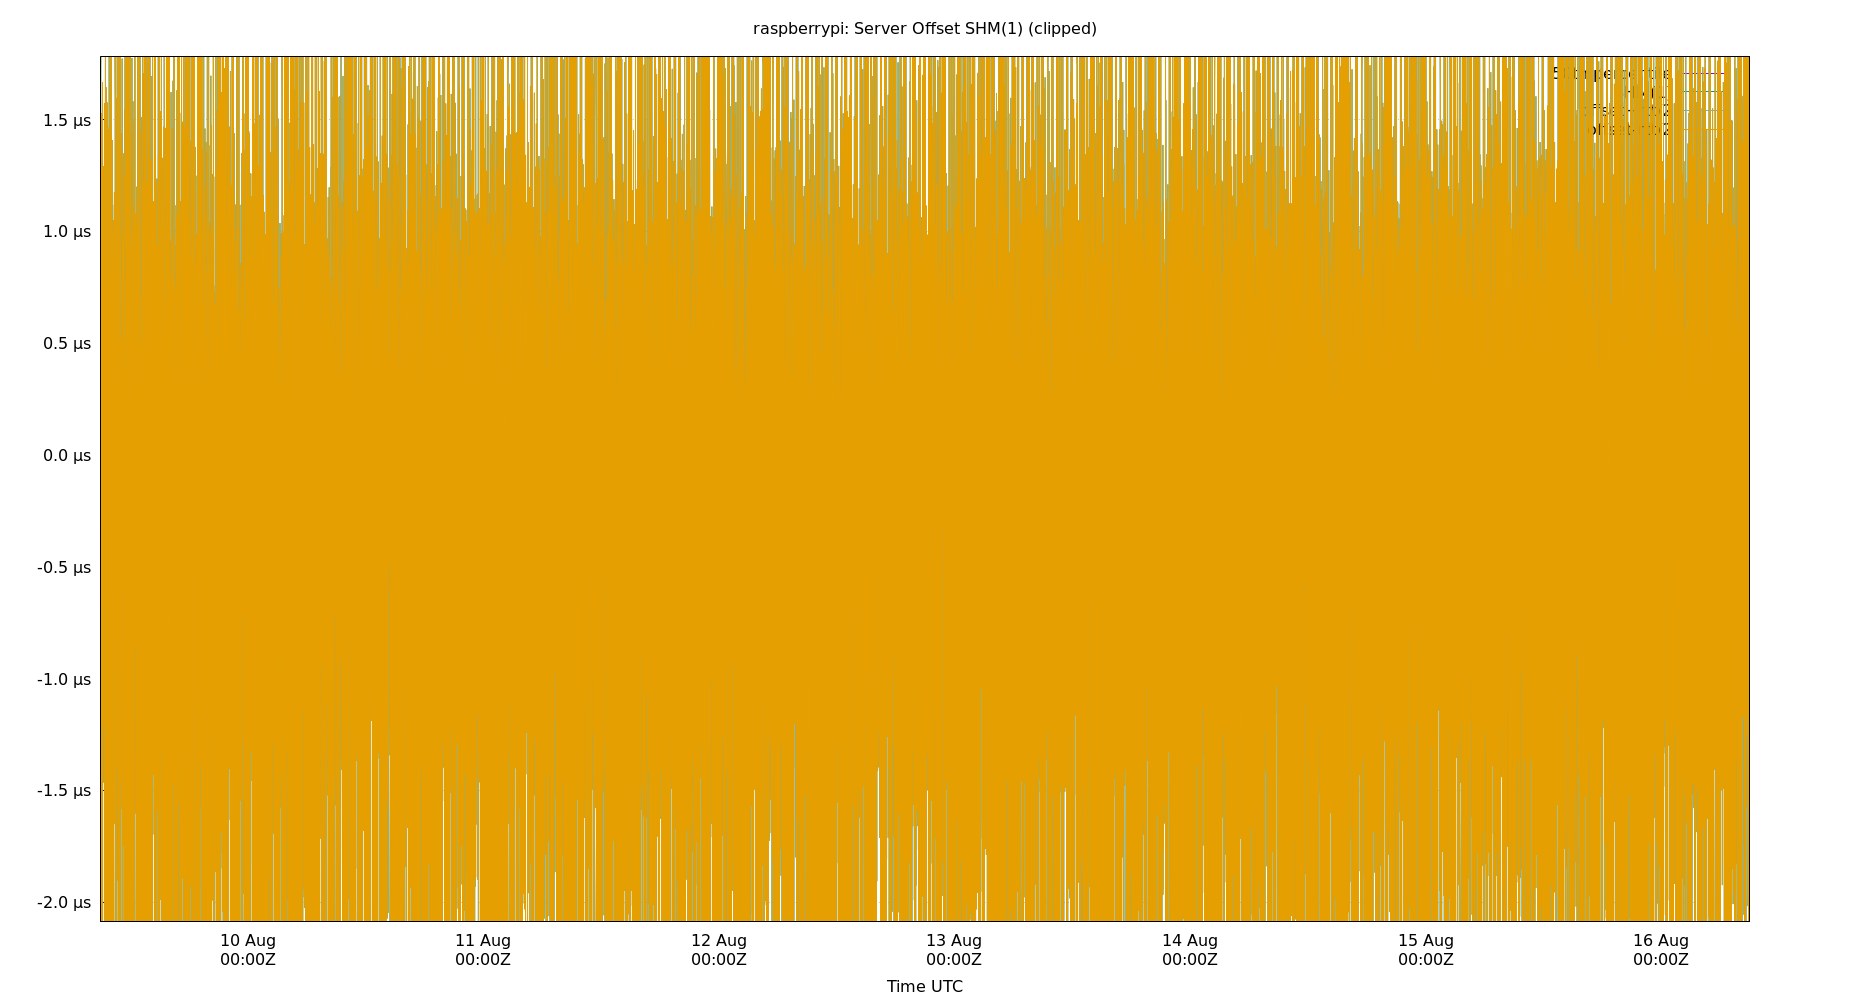 raspberrypi: Server Offset SHM(1) (clipped)
1.5 µs
1.0 µs
0.5 µs
0.0 µs
-0.5 µs
-1.0 µs
-1.5 µs
-2.0 µs
10 Aug 11 Aug 12 Aug 13 Aug 14 Aug 15 Aug 16 Aug
00:00Z 00:00Z 00:00Z 00:00Z 00:00Z 00:00Z 00:00Z
Time UTC